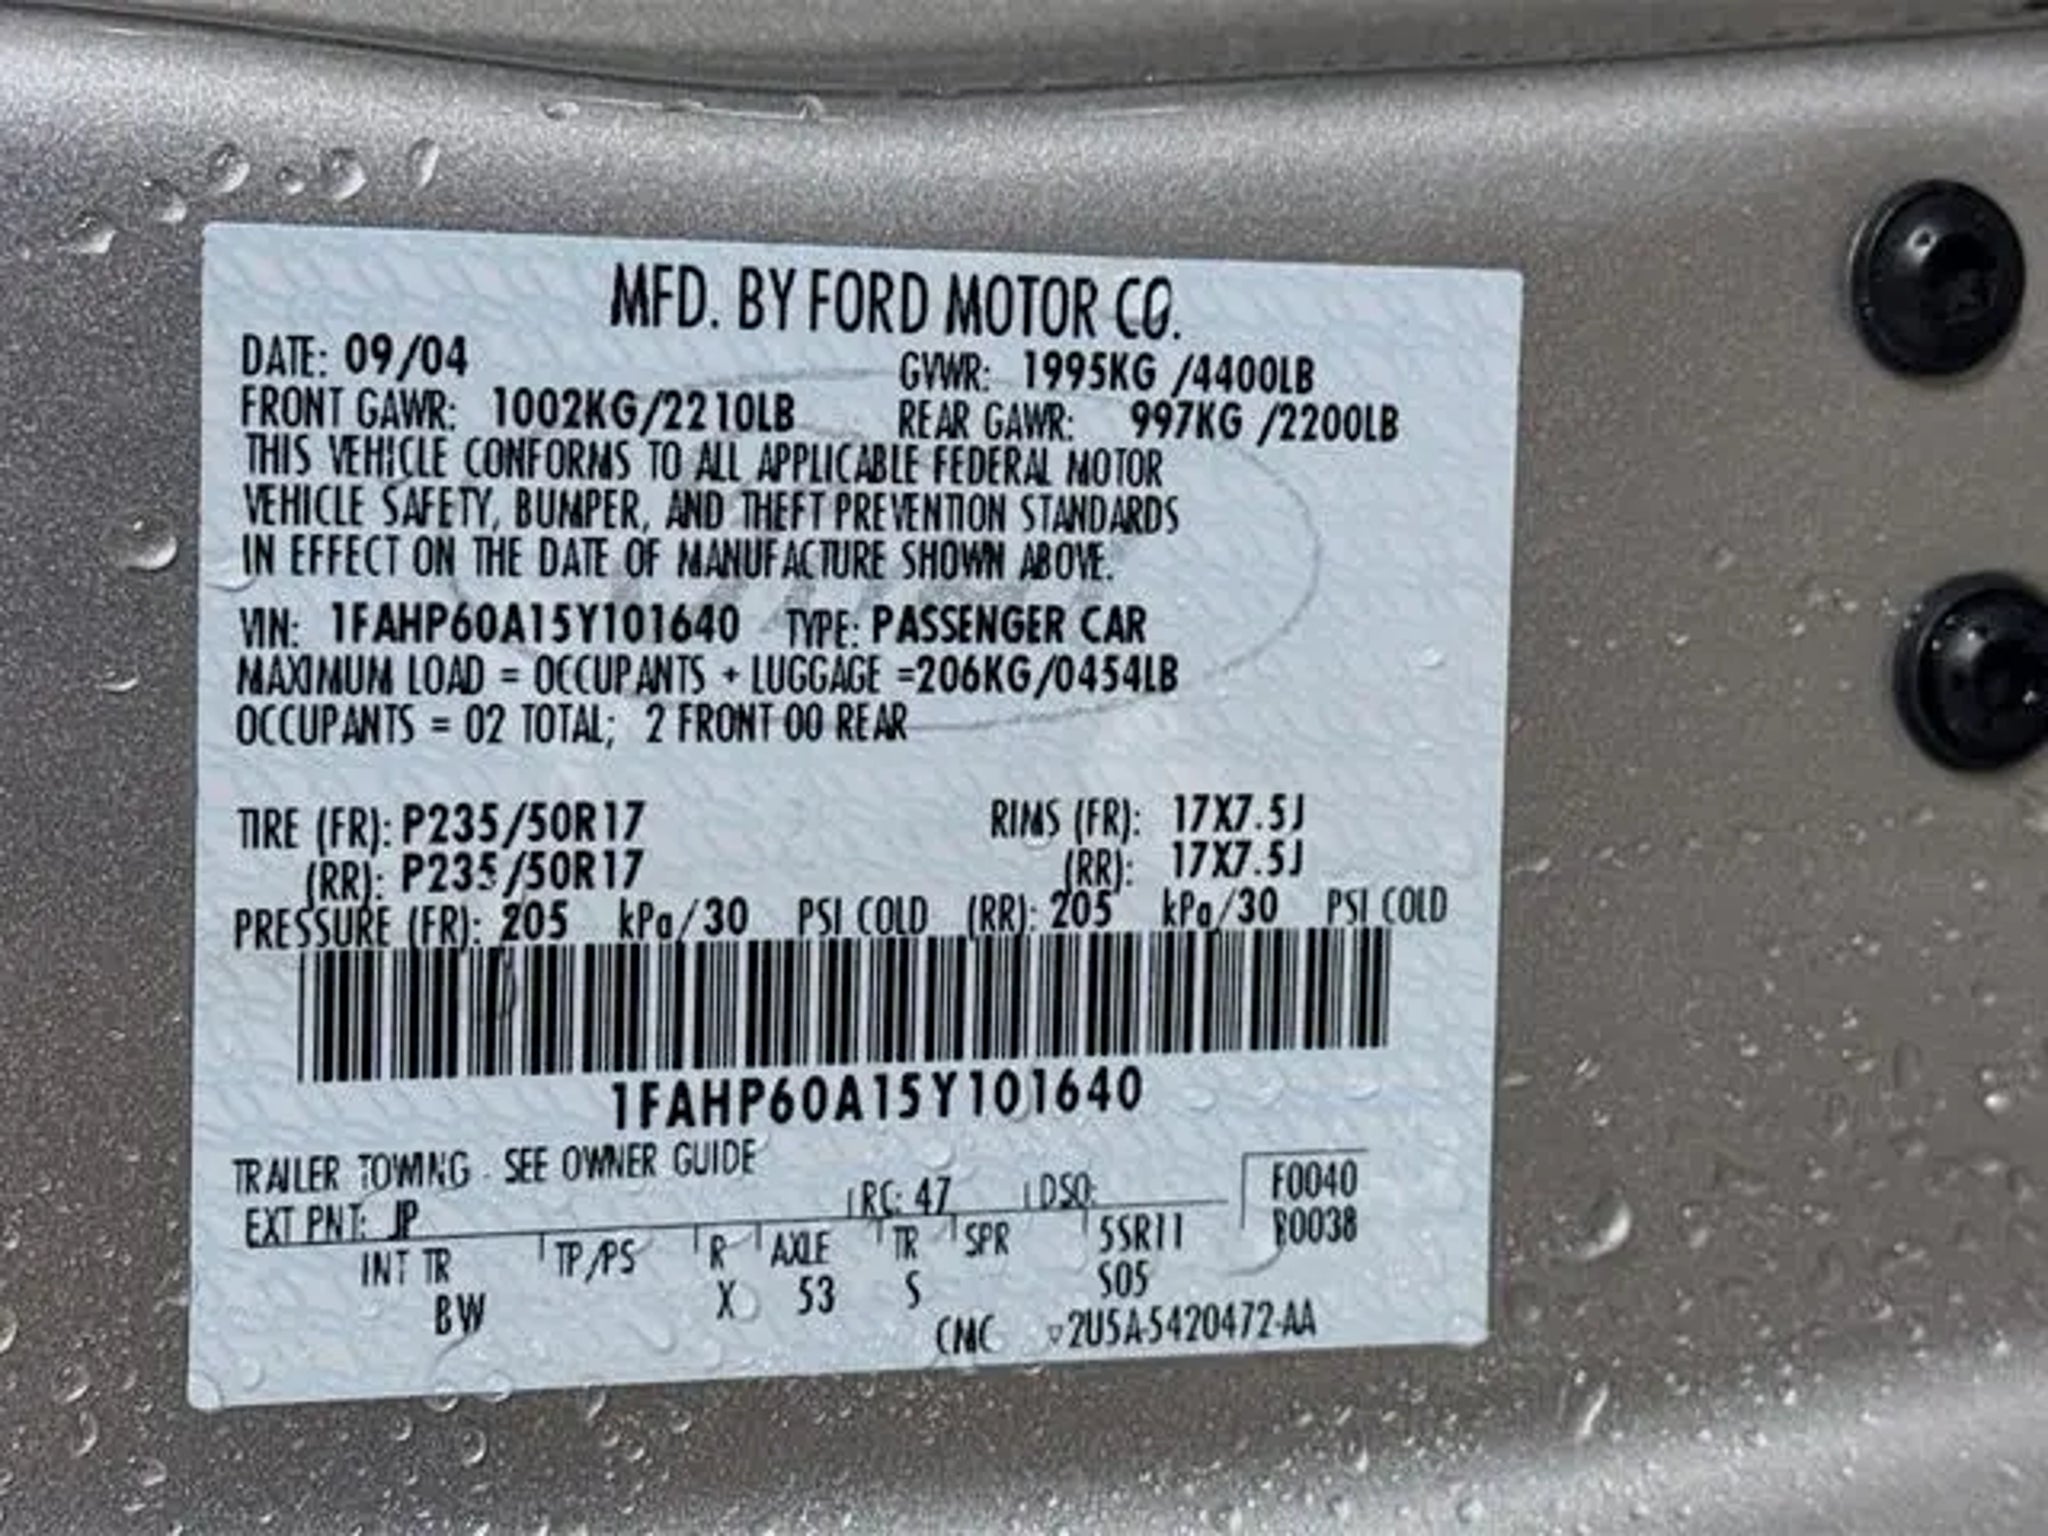 MFD. BY FORD MOTOR CO.
DATE: 09/04 GVWR: 1995KG /4400LB
FRONT GAWR: 1002KG/2210LB REAR GAWR: 997KG /2200LB
THIS VEHICLE CONFORMS TO ALL APPLICABLE FEDERAL MOTOR
VEHICLE SAFETY, BUMPER, AND THEFT PREVENTION STANDARDS
IN EFFECT ON THE DATE OF MANUFACTURE SHOWN ABOVE.
VIN: 1FAHP60A15Y101640 TYPE: PASSENGER CAR
MAXIMUM LOAD = OCCUPANTS + LUGGAGE =206KG/0454LB
OCCUPANTS = 02 TOTAL; 2 FRONT 00 REAR
TIRE (FR): P235/50R17 RIMS (FR): 17X7.5J
(RR): P235/50R17 (RR): 17X7.5J
PRESSURE (FR): 205 kPa/30 PSI COLD (RR): 205 kPa/30 PSI COLD
1FAHP60A15Y101640
TRAILER TOWING - SEE OWNER GUIDE
EXT PNT: JP RC: 47 DSO: F0040
INT TR TP/PS R AXLE TR SPR 5SR11
BW X 53 S S05
CMC 2U5A-5420472-AA